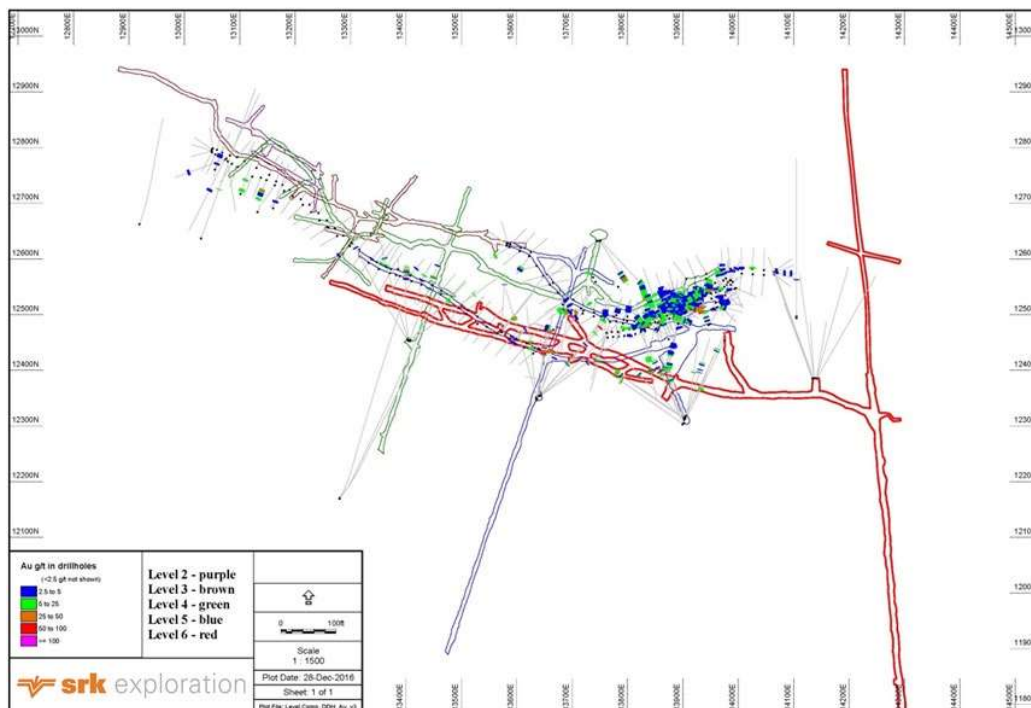 12800E 12900E 13000E 13100E 13200E 13300E 13400E 13500E 13600E 13700E 13800E 13900E 14000E 14100E 14200E 14300E 14400E 14500E
13000N
12900N
12800N 
12700N
12600N
12500N
12400N
12300N
12200N
12100N
Au g/t in drillholes
(<2.5 g/t not shown)
2.5 to 5
5 to 25
25 to 50
50 to 100
>= 100
Level 2 - purple
Level 3 - brown
Level 4 - green
Level 5 - blue
Level 6 - red
0 100ft
Scale
1 : 1500
Plot Date: 28-Dec-2016
Sheet: 1 of 1
srk exploration